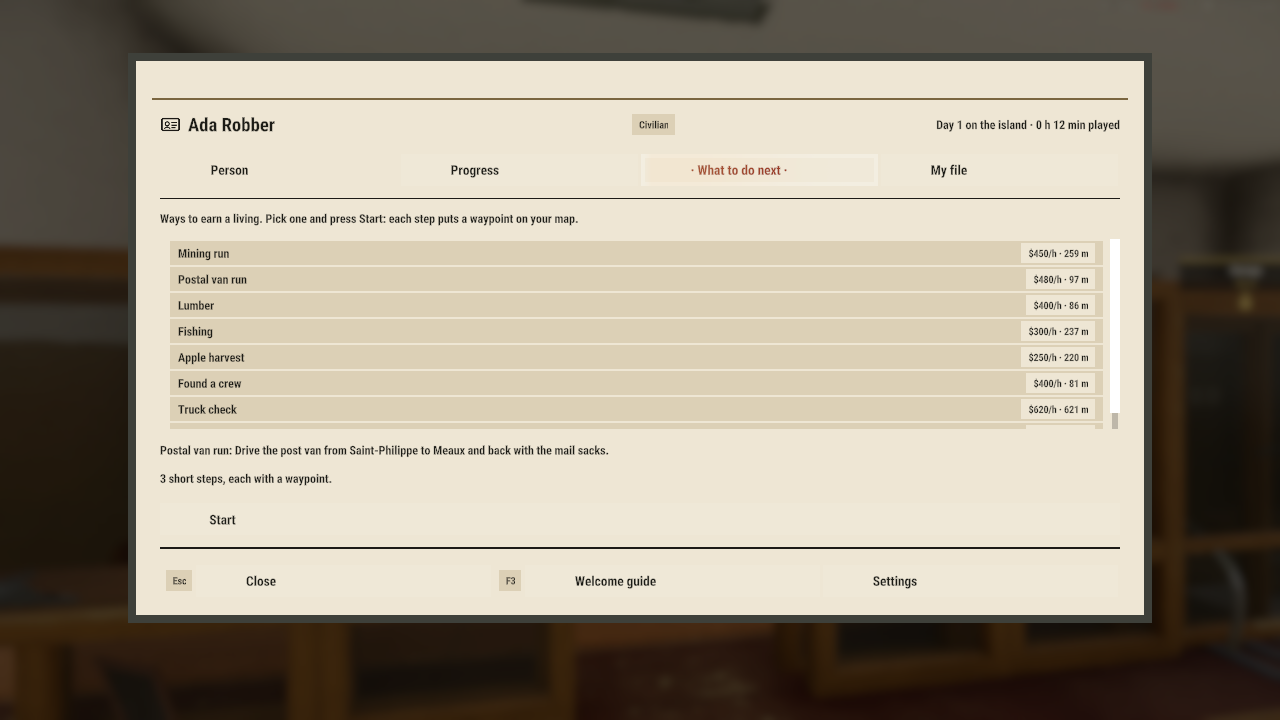 Ada Robber
Civilian
Day 1 on the island · 0 h 12 min played
Person
Progress
· What to do next ·
My file
Ways to earn a living. Pick one and press Start: each step puts a waypoint on your map.
Mining run $450/h · 259 m
Postal van run $480/h · 97 m
Lumber $400/h · 86 m
Fishing $300/h · 237 m
Apple harvest $250/h · 220 m
Found a crew $400/h · 81 m
Truck check $620/h · 621 m
Postal van run: Drive the post van from Saint-Philippe to Meaux and back with the mail sacks.
3 short steps, each with a waypoint.
Start
Esc Close
F3 Welcome guide
Settings